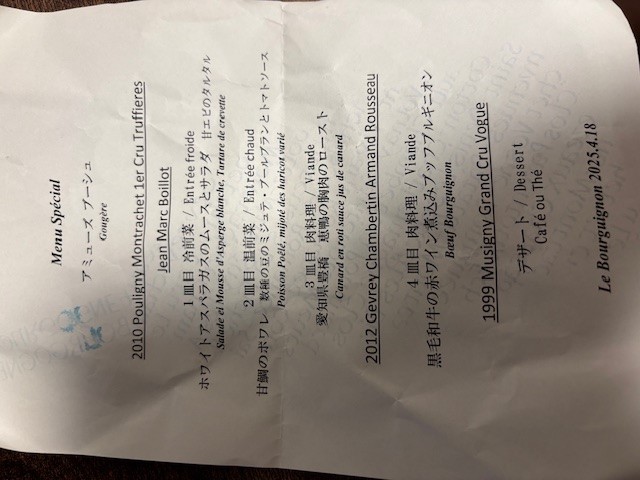 Menu Spécial
アミューズ ブーシュ
Gougère
2010 Pouligny Montrachet 1er Cru Truffieres
Jean Marc Boillot
1皿目 冷前菜 / Entrée froide
ホワイトアスパラガスのムースとサラダ 甘エビのタルタル
Salade et Mousse d'Asperge blanche, Tartare de crevette
2皿目 温前菜 / Entrée chaud
甘鯛のポワレ 数種の豆のミジョテ・ブールブランとトマトソース
Poisson Poêlé, mijoté des haricot varié
3皿目 肉料理 / Viande
愛知県豊橋 恵鴨の胸肉のロースト
Canard en roti sauce jus de canard
2012 Gevrey Chambertin Armand Rousseau
4皿目 肉料理 / Viande
黒毛和牛の赤ワイン煮込みブッフブルギニオン
Bœuf Bourguignon
1999 Musigny Grand Cru Vogue
デザート / Dessert
Café ou Thé
Le Bourguignon 2025.4.18